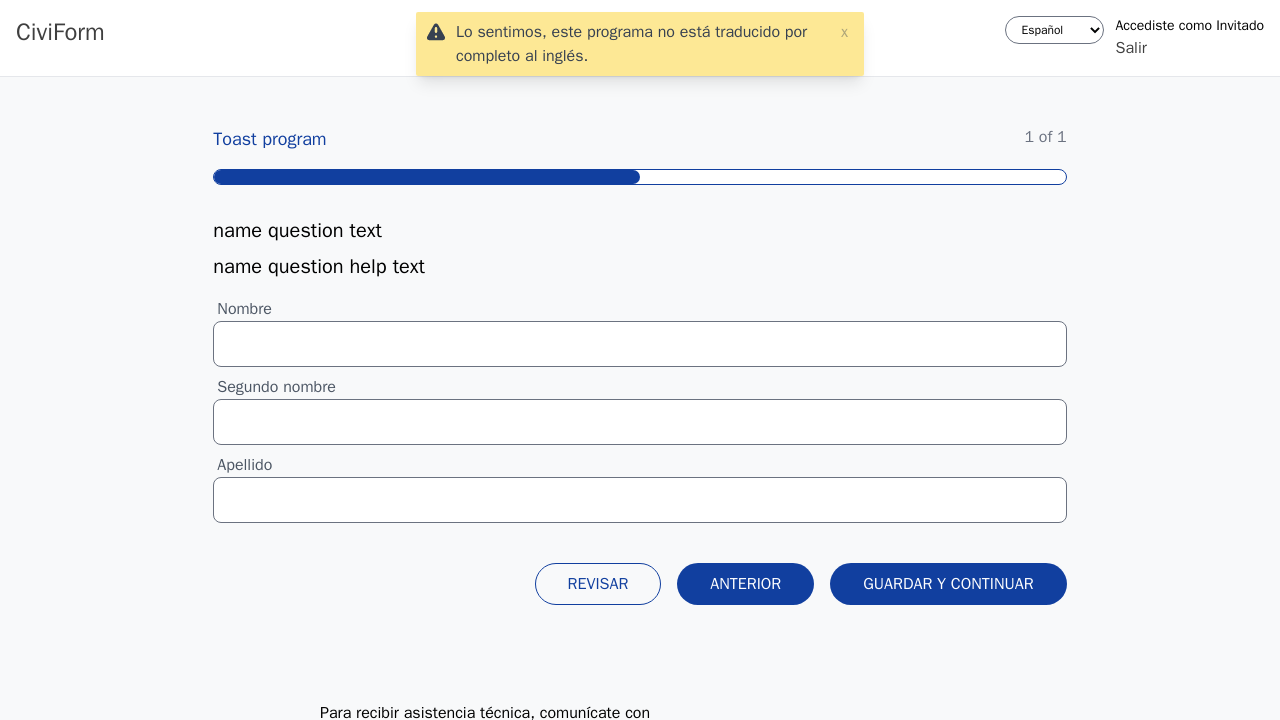 CiviForm
Lo sentimos, este programa no está traducido por
completo al inglés.
x
Español
Accediste como Invitado
Salir
Toast program
1 of 1
name question text
name question help text
Nombre
Segundo nombre
Apellido
REVISAR
ANTERIOR
GUARDAR Y CONTINUAR
Para recibir asistencia técnica, comunícate con